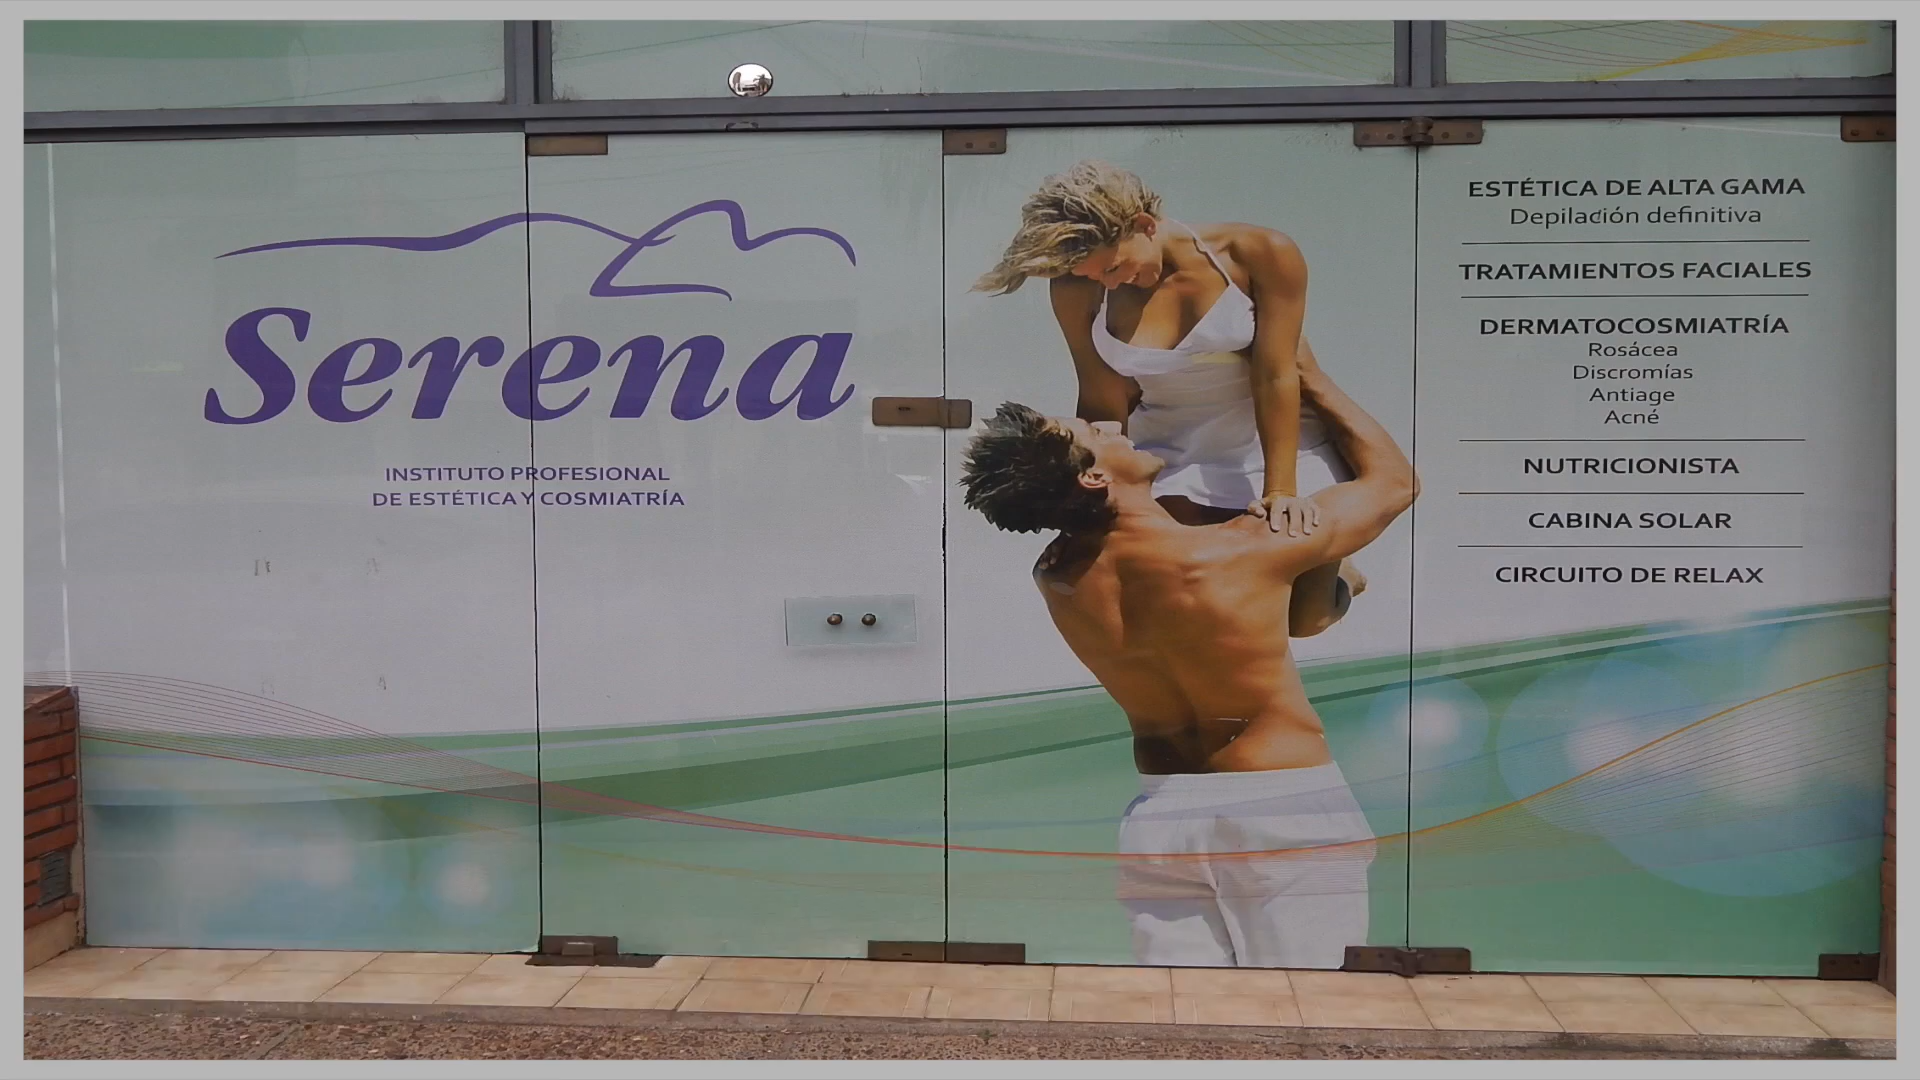 Serena
INSTITUTO PROFESIONAL
DE ESTÉTICA Y COSMIATRÍA
ESTÉTICA DE ALTA GAMA
Depilación definitiva
TRATAMIENTOS FACIALES
DERMATOCOSMIATRÍA
Rosácea
Discromías
Antiage
Acné
NUTRICIONISTA
CABINA SOLAR
CIRCUITO DE RELAX